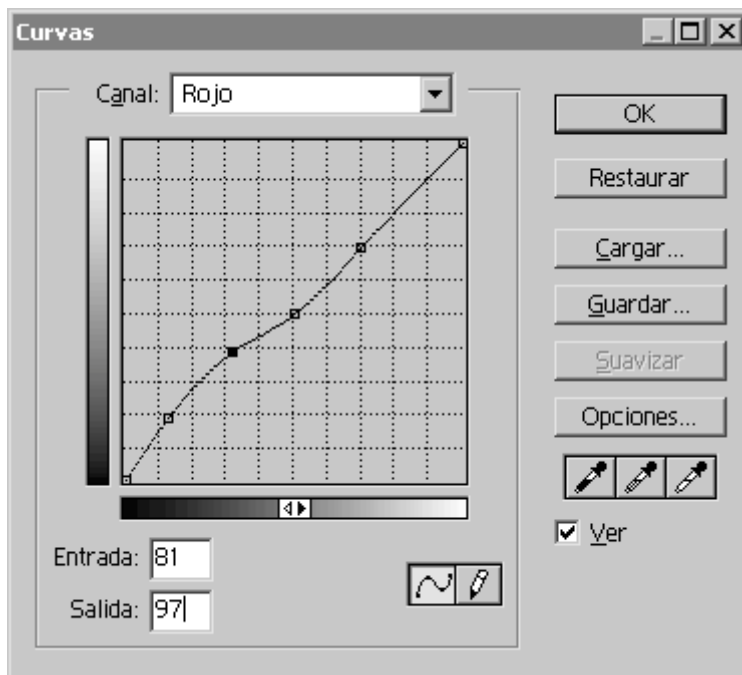 Curvas
Canal: Rojo
OK
Restaurar
Cargar...
Guardar...
Suavizar
Opciones...
Ver
Entrada: 81
Salida: 97